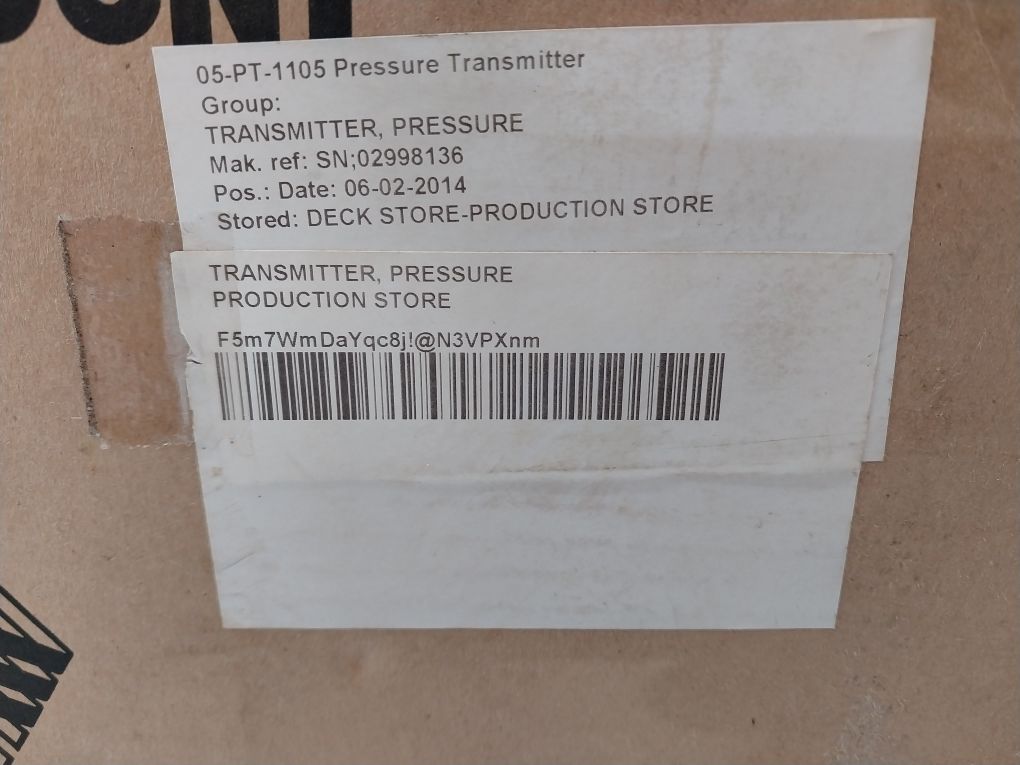 05-PT-1105 Pressure Transmitter
Group:
TRANSMITTER, PRESSURE
Mak. ref: SN;02998136
Pos.: Date: 06-02-2014
Stored: DECK STORE-PRODUCTION STORE
TRANSMITTER, PRESSURE
PRODUCTION STORE
F5m7WmDaYqc8j!@N3VPXnm